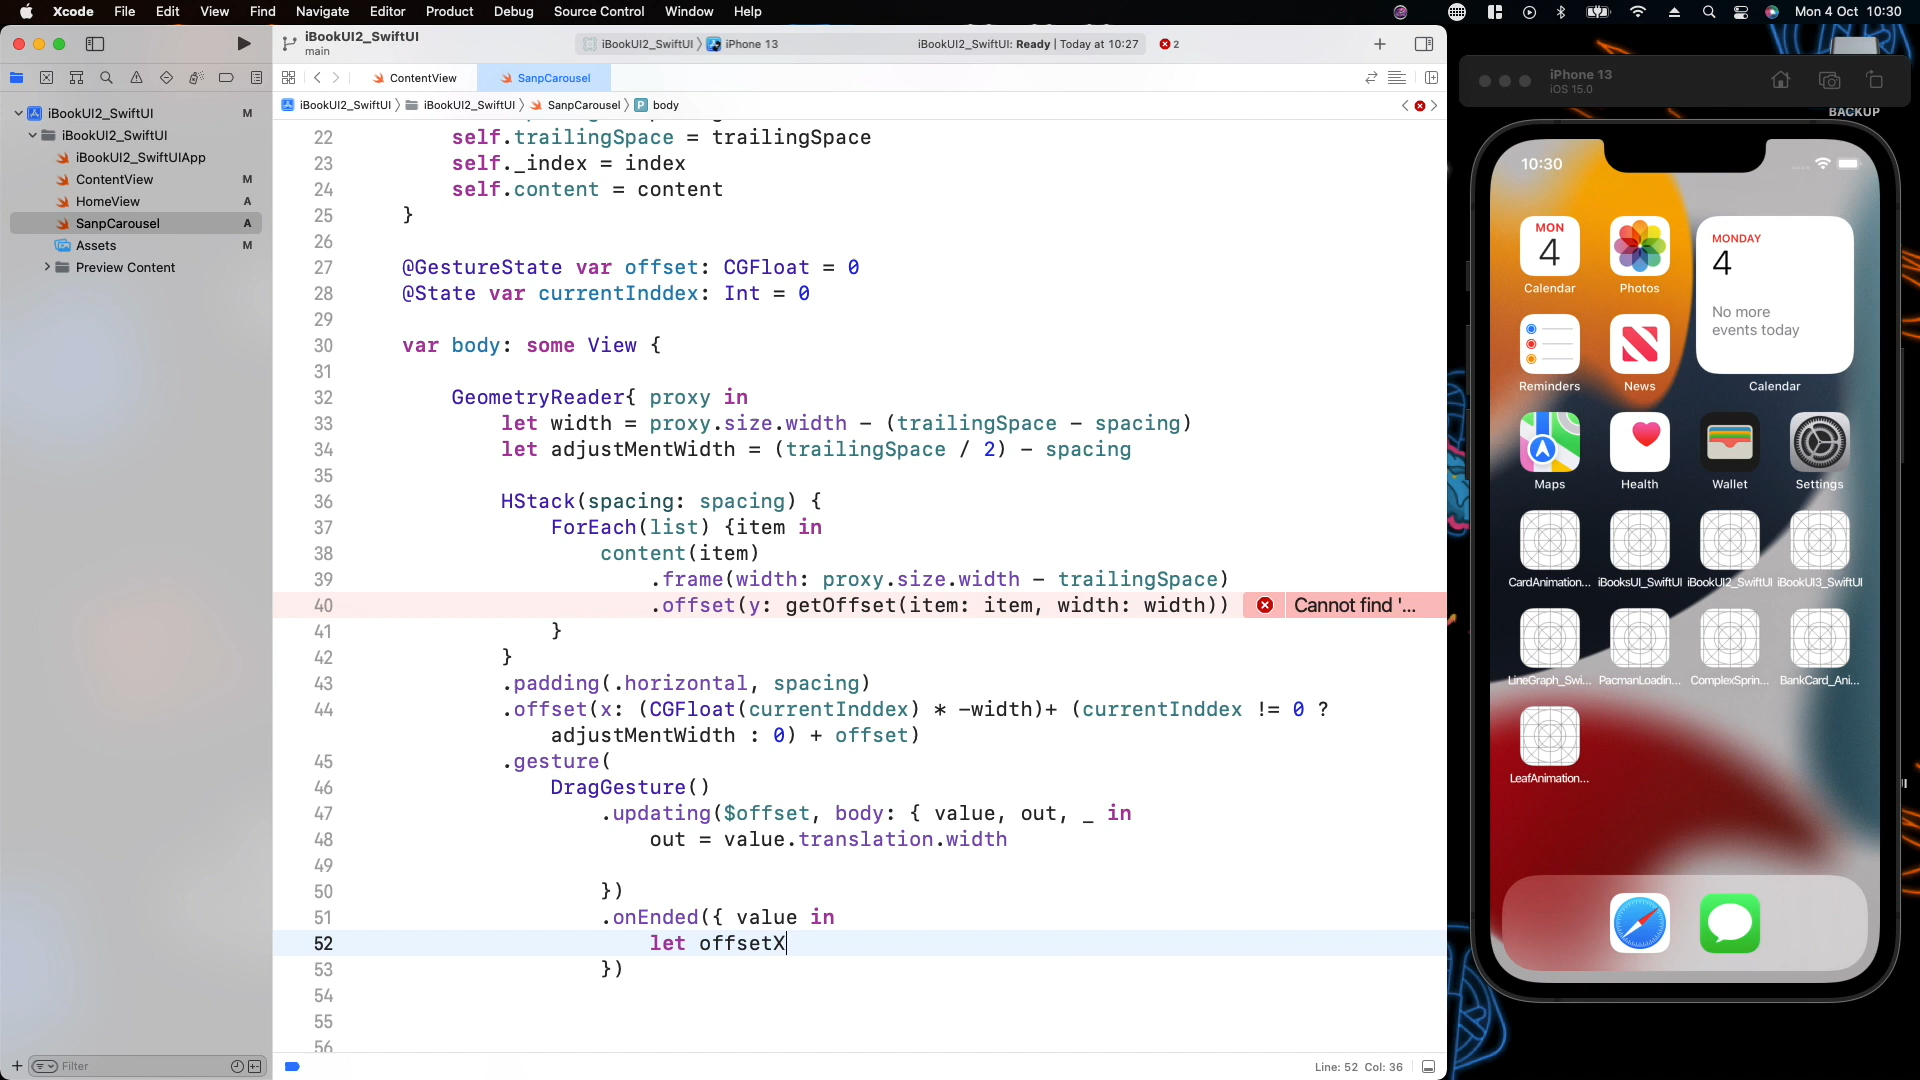 Xcode File Edit View Find Navigate Editor Product Debug Source Control Window Help
Mon 4 Oct 10:30
iBookUI2_SwiftUI
main
iBookUI2_SwiftUI 〉 iPhone 13
iBookUI2_SwiftUI: Ready | Today at 10:27
2
ContentView
SanpCarousel
iBookUI2_SwiftUI 〉 iBookUI2_SwiftUI 〉 SanpCarousel 〉 P body
iBookUI2_SwiftUI M
iBookUI2_SwiftUI
iBookUI2_SwiftUIApp
ContentView M
HomeView A
SanpCarousel A
Assets M
Preview Content
22 self.trailingSpace = trailingSpace
23 self._index = index
24 self.content = content
25 }
26
27 @GestureState var offset: CGFloat = 0
28 @State var currentInddex: Int = 0
29
30 var body: some View {
31
32 GeometryReader{ proxy in
33 let width = proxy.size.width - (trailingSpace - spacing)
34 let adjustMentWidth = (trailingSpace / 2) - spacing
35
36 HStack(spacing: spacing) {
37 ForEach(list) {item in
38 content(item)
39 .frame(width: proxy.size.width - trailingSpace)
40 .offset(y: getOffset(item: item, width: width)) Cannot find '...
41 }
42 }
43 .padding(.horizontal, spacing)
44 .offset(x: (CGFloat(currentInddex) * -width)+ (currentInddex != 0 ?
adjustMentWidth : 0) + offset)
45 .gesture(
46 DragGesture()
47 .updating($offset, body: { value, out, _ in
48 out = value.translation.width
49
50 })
51 .onEnded({ value in
52 let offsetX
53 })
54
55
56
Filter
Line: 52 Col: 36
iPhone 13
iOS 15.0
BACKUP
10:30
MON
4
Calendar
Photos
MONDAY
4
No more
events today
Calendar
Reminders
News
Maps
Health
Wallet
Settings
CardAnimation...
iBooksUI_SwiftUI
iBookUI2_SwiftUI
iBookUI3_SwiftUI
LineGraph_Swi...
PacmanLoadin...
ComplexSprin...
BankCard_Ani...
LeafAnimation...